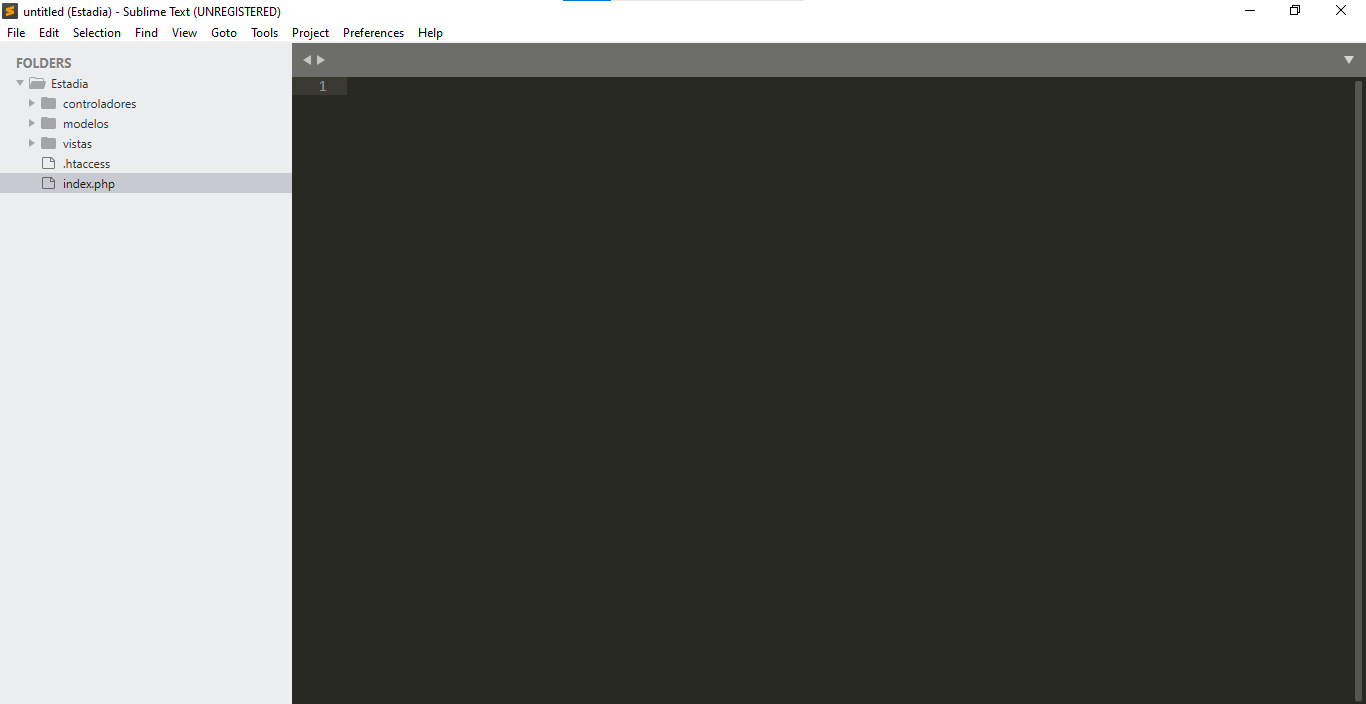 untitled (Estadia) - Sublime Text (UNREGISTERED)
File Edit Selection Find View Goto Tools Project Preferences Help
FOLDERS
Estadia
controladores
modelos
vistas
.htaccess
index.php
1